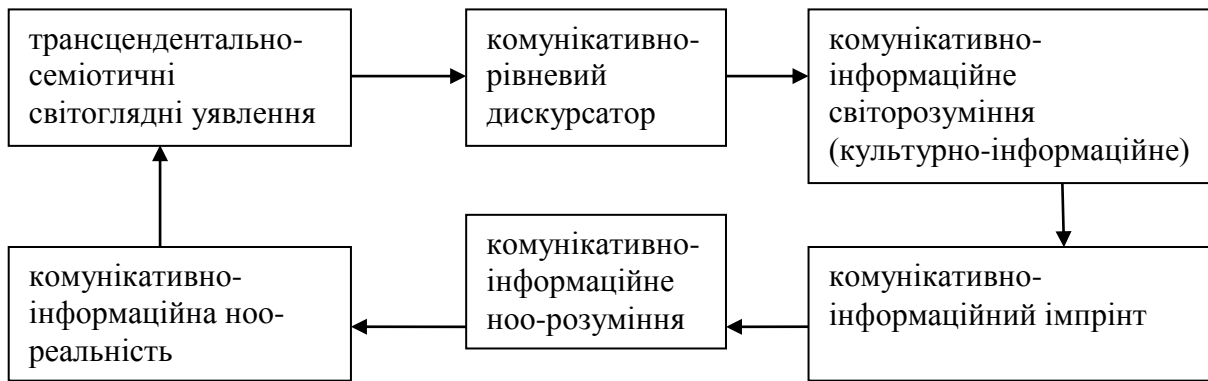 трансцендентально-
семіотичні
світоглядні уявлення
комунікативно-
рівневий
дискурсатор
комунікативно-
інформаційне
світорозуміння
(культурно-інформаційне)
комунікативно-
інформаційна ноо-
реальність
комунікативно-
інформаційне
ноо-розуміння
комунікативно-
інформаційний імпрінт